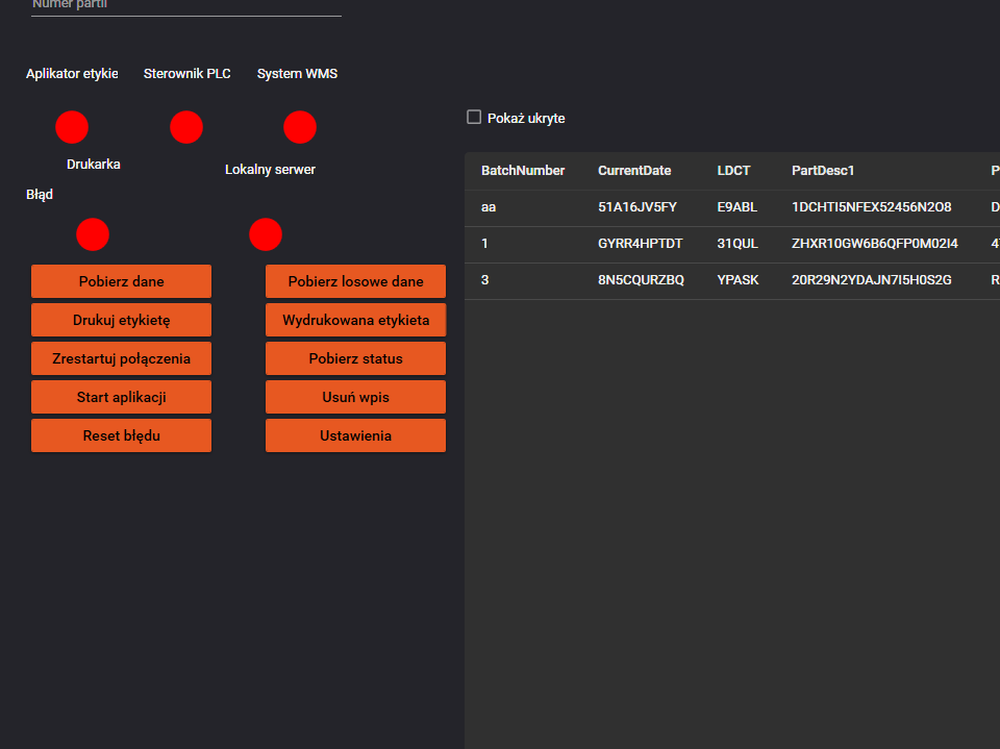 Numer partii
Aplikator etykie Sterownik PLC System WMS
Drukarka Lokalny serwer
Błąd
Pobierz dane Pobierz losowe dane
Drukuj etykietę Wydrukowana etykieta
Zrestartuj połączenia Pobierz status
Start aplikacji Usuń wpis
Reset błędu Ustawienia
Pokaż ukryte
BatchNumber CurrentDate LDCT PartDesc1 P
aa 51A16JV5FY E9ABL 1DCHTI5NFEX52456N2O8 D
1 GYRR4HPTDT 31QUL ZHXR10GW6B6QFP0M02I4 4
3 8N5CQURZBQ YPASK 20R29N2YDAJN7I5H0S2G R